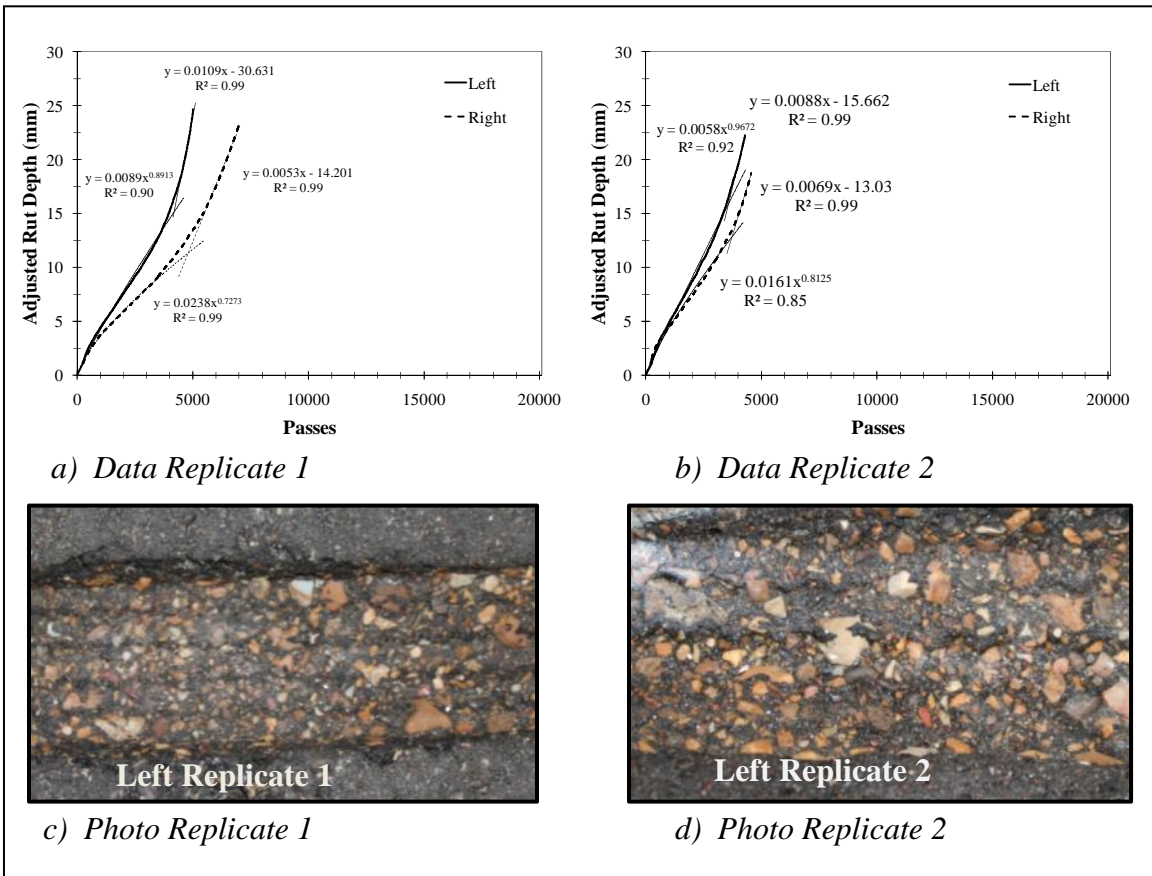 30
25
20
15
10
5
0
Adjusted Rut Depth (mm)
y = 0.0109x - 30.631
R² = 0.99
Left
Right
y = 0.0089x^0.8913
R² = 0.90
y = 0.0053x - 14.201
R² = 0.99
y = 0.0238x^0.7273
R² = 0.99
0 5000 10000 15000 20000
Passes
a) Data Replicate 1
30
25
20
15
10
5
0
Adjusted Rut Depth (mm)
Left
Right
y = 0.0088x - 15.662
R² = 0.99
y = 0.0058x^0.9672
R² = 0.92
y = 0.0069x - 13.03
R² = 0.99
y = 0.0161x^0.8125
R² = 0.85
0 5000 10000 15000 20000
Passes
b) Data Replicate 2
Left Replicate 1
c) Photo Replicate 1
Left Replicate 2
d) Photo Replicate 2